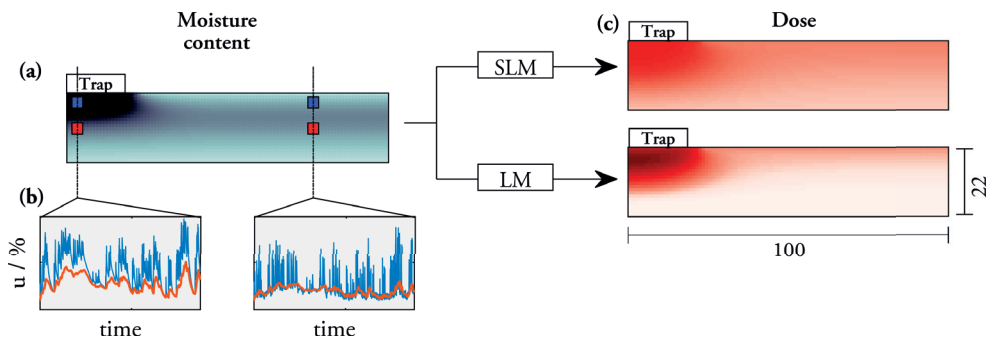 Moisture
content
(a)
Trap
(b)
u / %
time
time
SLM
LM
(c)
Dose
Trap
Trap
22
100